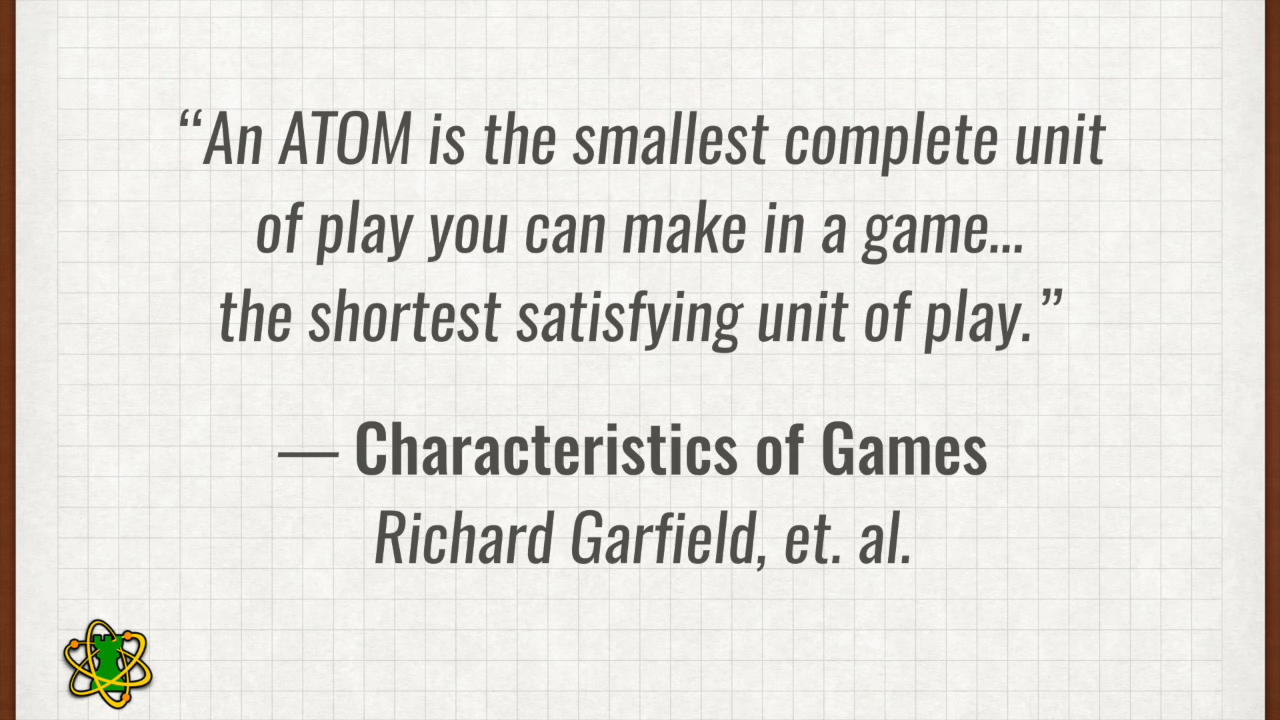 “An ATOM is the smallest complete unit
of play you can make in a game...
the shortest satisfying unit of play.”
— Characteristics of Games
Richard Garfield, et. al.